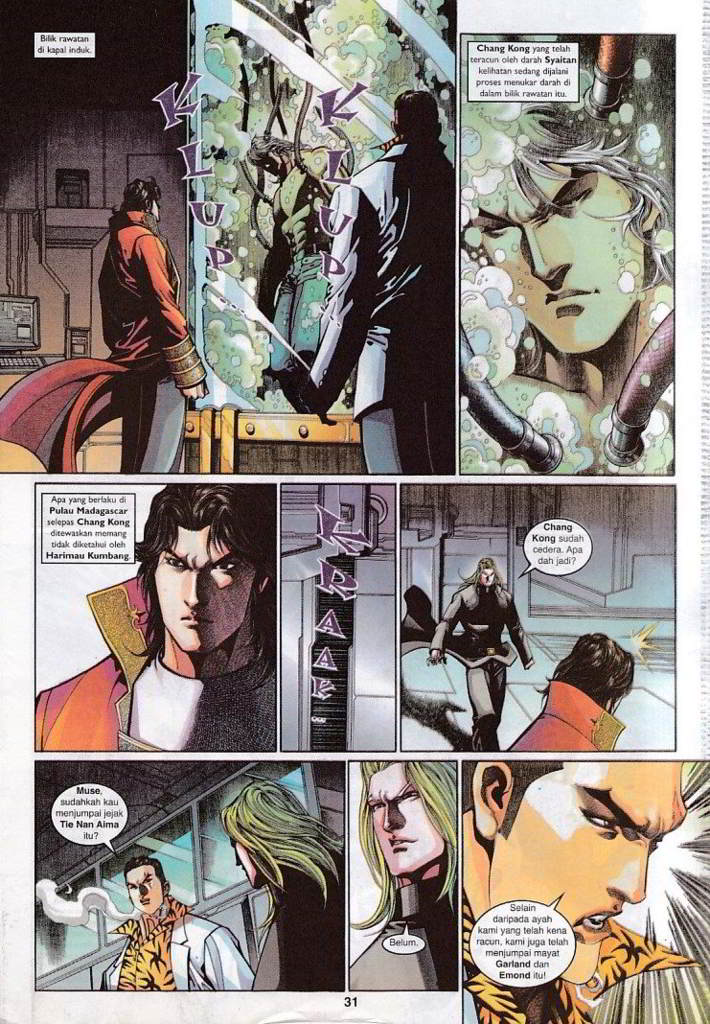 Bilik rawatan
di kapal induk.
KLUP
KLUP
Chang Kong yang telah
teracun oleh darah Syaitan
kelihatan sedang dijalani
proses menukar darah di
dalam bilik rawatan itu.
Apa yang berlaku di
Pulau Madagascar
selepas Chang Kong
ditewaskan memang
tidak diketahui oleh
Harimau Kumbang.
KRAAK
Chang
Kong sudah
cedera. Apa
dah jadi?
Muse,
sudahkah kau
menjumpai jejak
Tie Nan Aima
itu?
Belum.
Selain
daripada ayah
kami yang telah kena
racun, kami juga telah
menjumpai mayat
Garland dan
Emond itu!
31